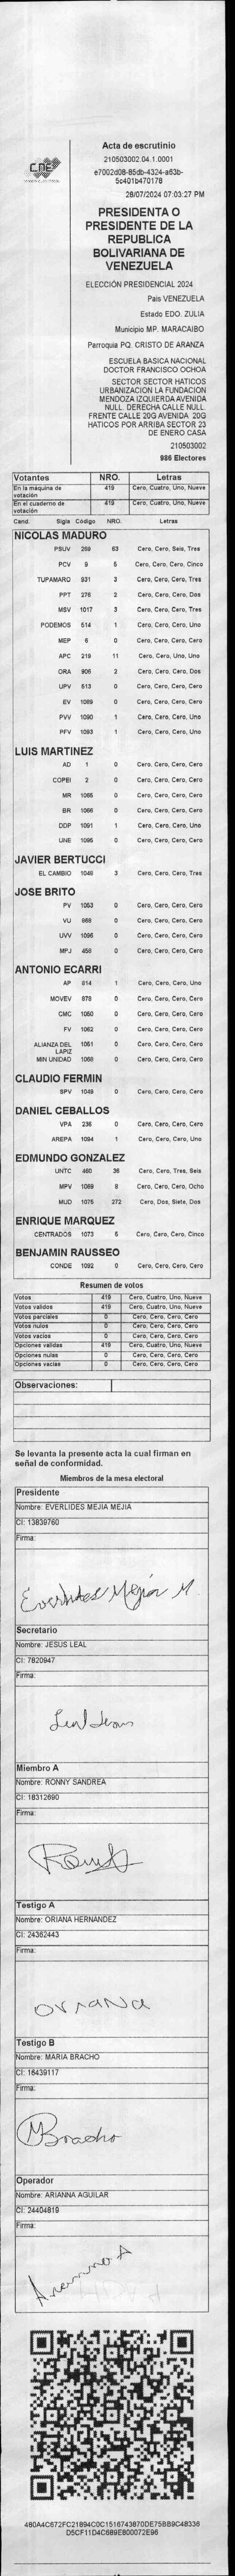 CNE
Acta de escrutinio
210503002.04.1.0001
e7002d08-85db-4324-a63b-
5c401b470178
28/07/2024 07:03:27 PM
PRESIDENTA O
PRESIDENTE DE LA
REPUBLICA
BOLIVARIANA DE
VENEZUELA
ELECCIÓN PRESIDENCIAL 2024
Pais VENEZUELA
Estado EDO. ZULIA
Municipio MP. MARACAIBO
Parroquia PQ. CRISTO DE ARANZA
ESCUELA BASICA NACIONAL
DOCTOR FRANCISCO OCHOA
SECTOR SECTOR HATICOS
URBANIZACION LA FUNDACION
MENDOZA IZQUIERDA AVENIDA
NULL. DERECHA CALLE NULL.
FRENTE CALLE 20G AVENIDA 20G
HATICOS POR ARRIBA SECTOR 23
DE ENERO CASA
210503002
986 Electores
Votantes NRO. Letras
En la máquina de votación 419 Cero, Cuatro, Uno, Nueve
En el cuaderno de votación 419 Cero, Cuatro, Uno, Nueve
Cand. Sigla Código NRO. Letras
NICOLAS MADURO
PSUV 269 63 Cero, Cero, Seis, Tres
PCV 9 5 Cero, Cero, Cero, Cinco
TUPAMARO 931 3 Cero, Cero, Cero, Tres
PPT 276 2 Cero, Cero, Cero, Dos
MSV 1017 3 Cero, Cero, Cero, Tres
PODEMOS 514 1 Cero, Cero, Cero, Uno
MEP 6 0 Cero, Cero, Cero, Cero
APC 219 11 Cero, Cero, Uno, Uno
ORA 906 2 Cero, Cero, Cero, Dos
UPV 513 0 Cero, Cero, Cero, Cero
EV 1089 0 Cero, Cero, Cero, Cero
PVV 1090 1 Cero, Cero, Cero, Uno
PFV 1093 1 Cero, Cero, Cero, Uno
LUIS MARTINEZ
AD 1 0 Cero, Cero, Cero, Cero
COPEI 2 0 Cero, Cero, Cero, Cero
MR 1065 0 Cero, Cero, Cero, Cero
BR 1066 0 Cero, Cero, Cero, Cero
DDP 1091 1 Cero, Cero, Cero, Uno
UNE 1095 0 Cero, Cero, Cero, Cero
JAVIER BERTUCCI
EL CAMBIO 1048 3 Cero, Cero, Cero, Tres
JOSE BRITO
PV 1053 0 Cero, Cero, Cero, Cero
VU 868 0 Cero, Cero, Cero, Cero
UVV 1096 0 Cero, Cero, Cero, Cero
MPJ 456 0 Cero, Cero, Cero, Cero
ANTONIO ECARRI
AP 814 1 Cero, Cero, Cero, Uno
MOVEV 878 0 Cero, Cero, Cero, Cero
CMC 1050 0 Cero, Cero, Cero, Cero
FV 1062 0 Cero, Cero, Cero, Cero
ALIANZA DEL LAPIZ 1051 0 Cero, Cero, Cero, Cero
MIN UNIDAD 1068 0 Cero, Cero, Cero, Cero
CLAUDIO FERMIN
SPV 1049 0 Cero, Cero, Cero, Cero
DANIEL CEBALLOS
VPA 236 0 Cero, Cero, Cero, Cero
AREPA 1094 1 Cero, Cero, Cero, Uno
EDMUNDO GONZALEZ
UNTC 460 36 Cero, Cero, Tres, Seis
MPV 1069 8 Cero, Cero, Cero, Ocho
MUD 1075 272 Cero, Dos, Siete, Dos
ENRIQUE MARQUEZ
CENTRADOS 1073 5 Cero, Cero, Cero, Cinco
BENJAMIN RAUSSEO
CONDE 1092 0 Cero, Cero, Cero, Cero
Resumen de votos
Votos 419 Cero, Cuatro, Uno, Nueve
Votos validos 419 Cero, Cuatro, Uno, Nueve
Votos parciales 0 Cero, Cero, Cero, Cero
Votos nulos 0 Cero, Cero, Cero, Cero
Votos vacios 0 Cero, Cero, Cero, Cero
Opciones validas 419 Cero, Cuatro, Uno, Nueve
Opciones nulas 0 Cero, Cero, Cero, Cero
Opciones vacias 0 Cero, Cero, Cero, Cero
Observaciones:
Se levanta la presente acta la cual firman en
señal de conformidad.
Miembros de la mesa electoral
Presidente
Nombre: EVERLIDES MEJIA MEJIA
CI: 13839760
Firma:
Everlides Mejia M
Secretario
Nombre: JESUS LEAL
CI: 7820947
Firma:
Leal Jesus
Miembro A
Nombre: RONNY SANDREA
CI: 18312690
Firma:
Testigo A
Nombre: ORIANA HERNANDEZ
CI: 24362443
Firma:
Oriana
Testigo B
Nombre: MARIA BRACHO
CI: 16439117
Firma:
MBracho
Operador
Nombre: ARIANNA AGUILAR
CI: 24404819
Firma:
Arianna A
480A4C672FC21894C0C1516743870DE75BB9C48336
D5CF11D4C689E800072E96